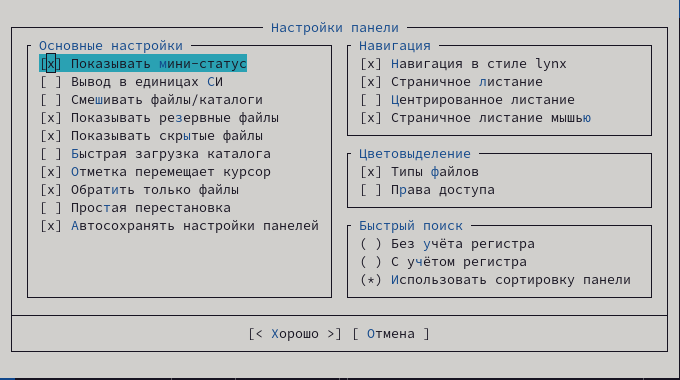 Настройки панели
Основные настройки
[x] Показывать мини-статус
[ ] Вывод в единицах СИ
[ ] Смешивать файлы/каталоги
[x] Показывать резервные файлы
[x] Показывать скрытые файлы
[ ] Быстрая загрузка каталога
[x] Отметка перемещает курсор
[x] Обратить только файлы
[ ] Простая перестановка
[x] Автосохранять настройки панелей
Навигация
[x] Навигация в стиле lynx
[x] Страничное листание
[ ] Центрированное листание
[x] Страничное листание мышью
Цветовыделение
[x] Типы файлов
[ ] Права доступа
Быстрый поиск
( ) Без учёта регистра
( ) С учётом регистра
(*) Использовать сортировку панели
[< Хорошо >] [ Отмена ]